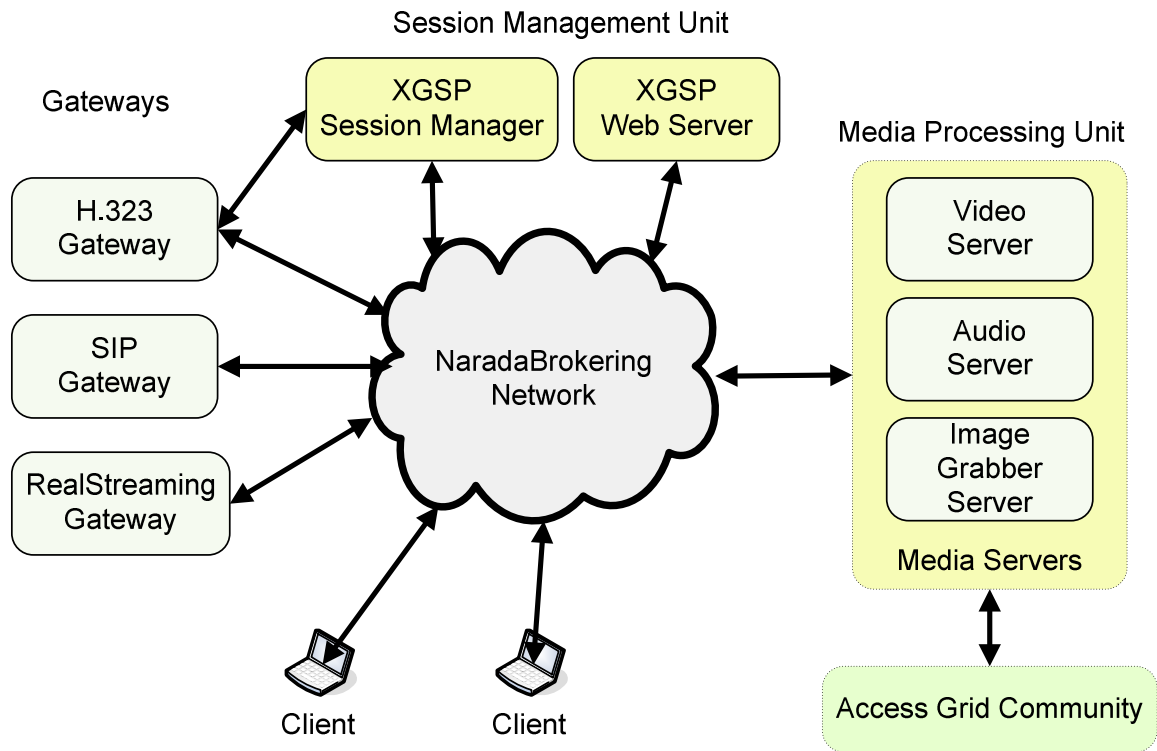 Session Management Unit
Gateways
XGSP
Session Manager
XGSP
Web Server
Media Processing Unit
H.323
Gateway
SIP
Gateway
RealStreaming
Gateway
NaradaBrokering
Network
Video
Server
Audio
Server
Image
Grabber
Server
Media Servers
Client
Client
Access Grid Community